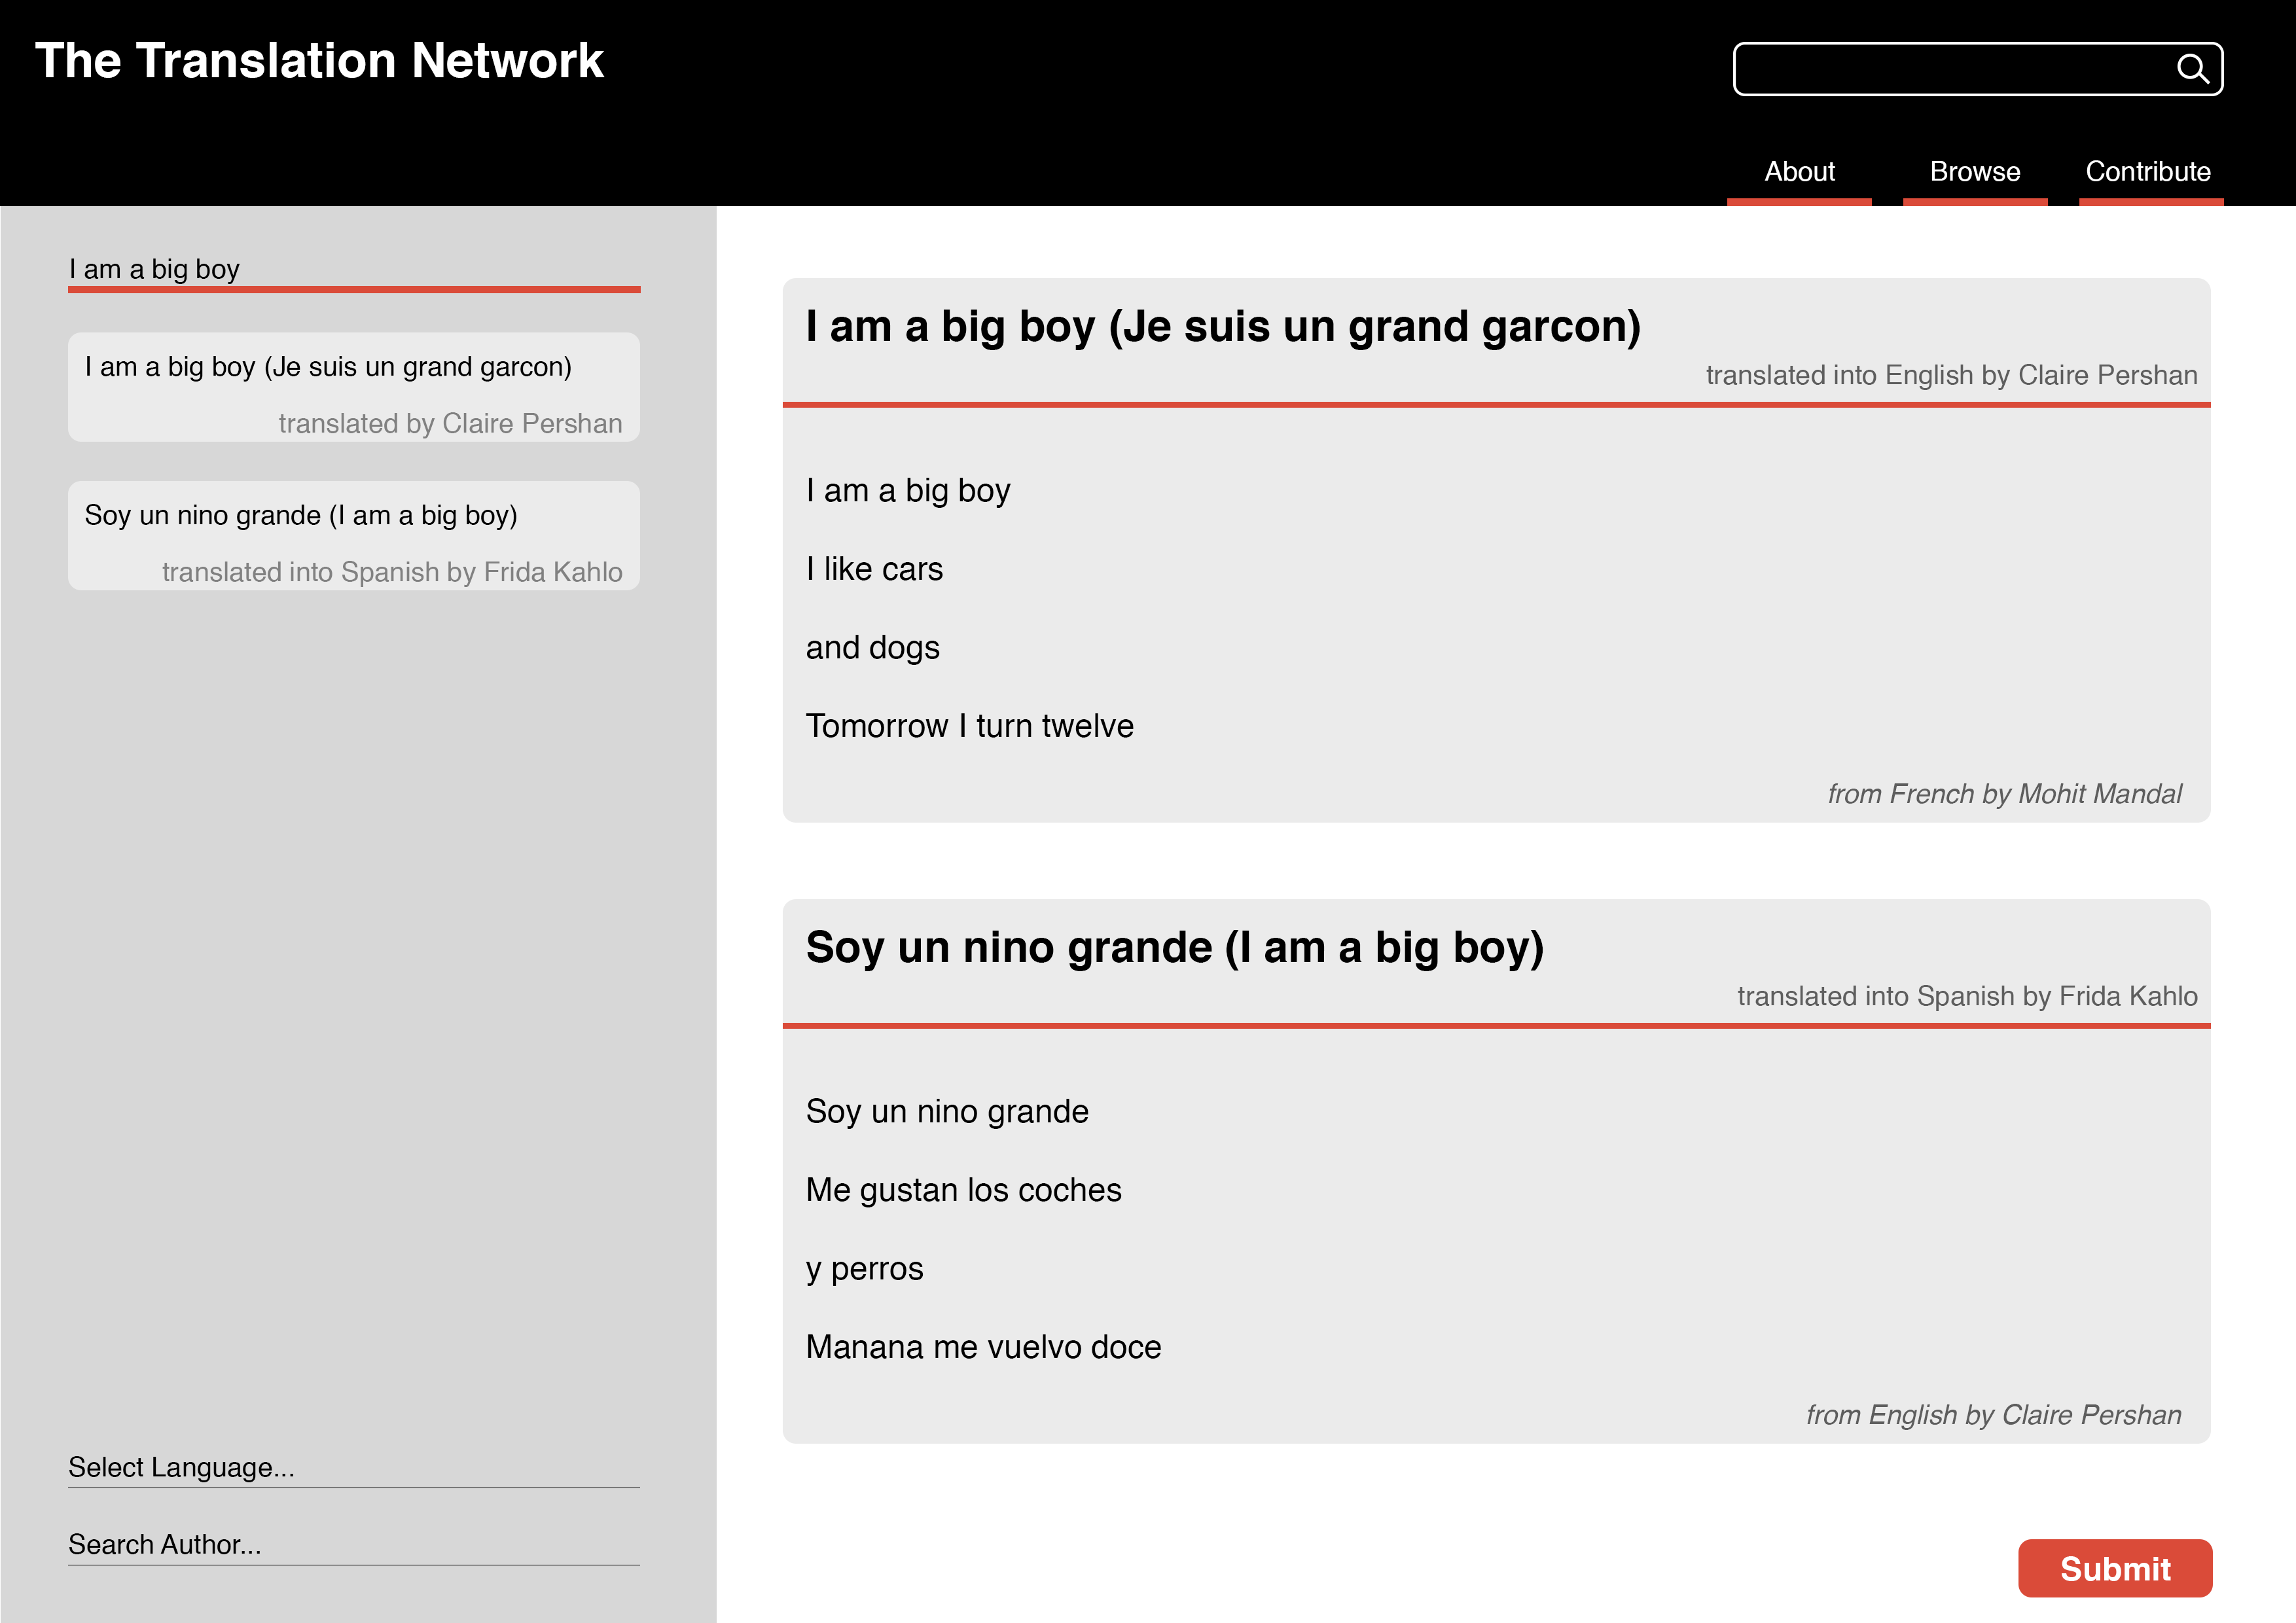 The Translation Network
About
Browse
Contribute
I am a big boy
I am a big boy (Je suis un grand garcon)
translated by Claire Pershan
Soy un nino grande (I am a big boy)
translated into Spanish by Frida Kahlo
Select Language...
Search Author...
I am a big boy (Je suis un grand garcon)
translated into English by Claire Pershan
I am a big boy
I like cars
and dogs
Tomorrow I turn twelve
from French by Mohit Mandal
Soy un nino grande (I am a big boy)
translated into Spanish by Frida Kahlo
Soy un nino grande
Me gustan los coches
y perros
Manana me vuelvo doce
from English by Claire Pershan
Submit